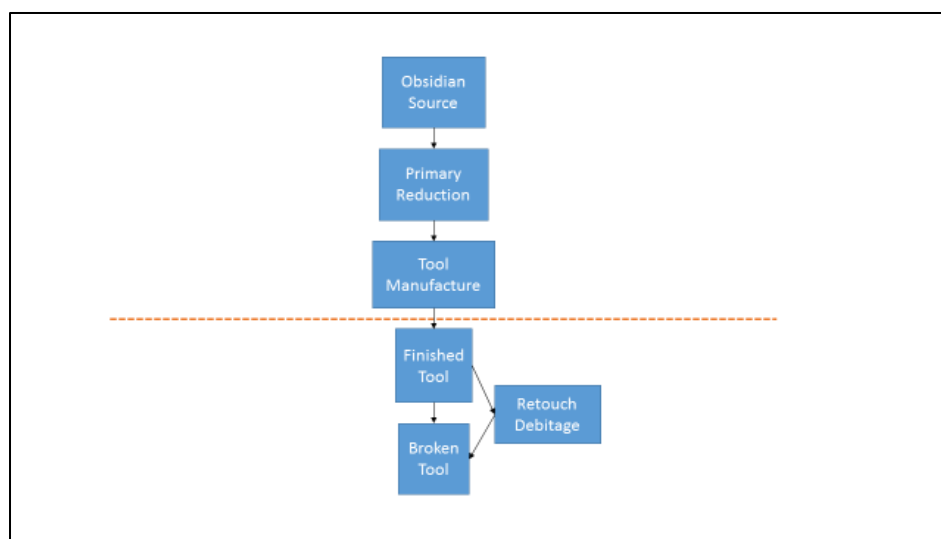 Obsidian
Source
Primary
Reduction
Tool
Manufacture
Finished
Tool
Retouch
Debitage
Broken
Tool